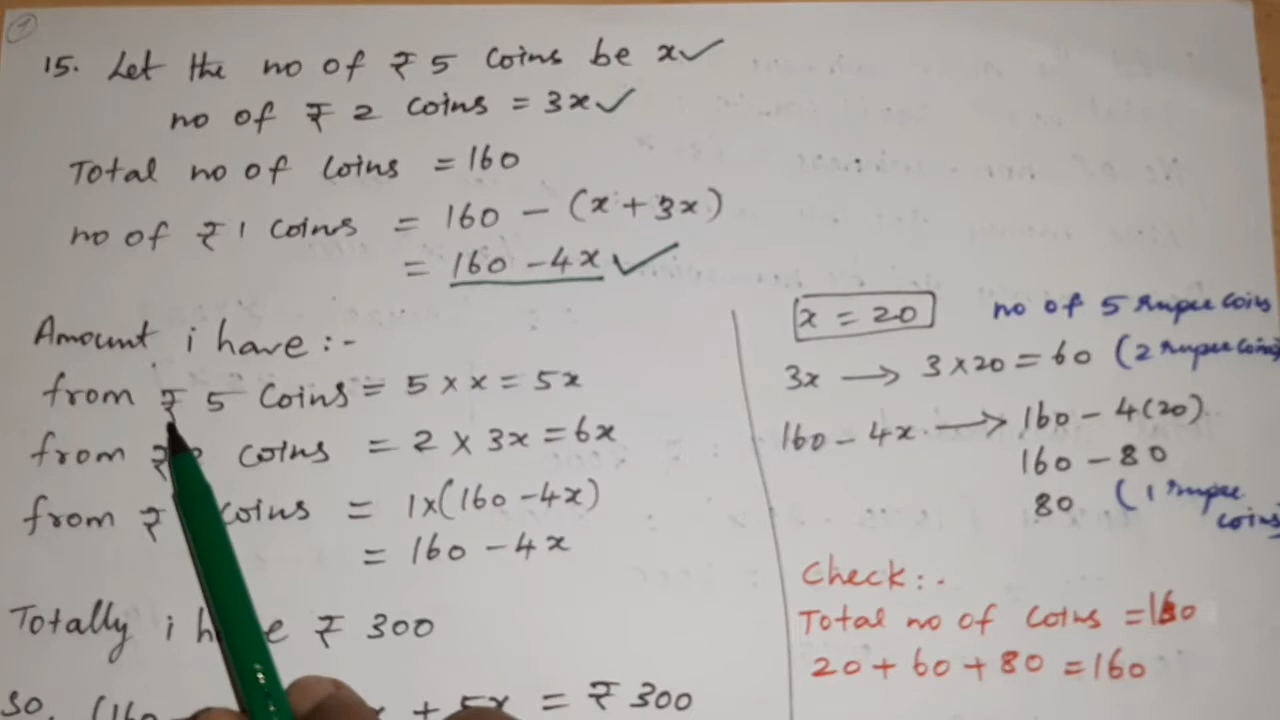 1
15. Let the no of ₹ 5 coins be x✓
no of ₹ 2 coins = 3x✓
Total no of coins = 160
no of ₹ 1 coins = 160 - (x + 3x)
= 160 - 4x ✓
Amount i have :-
from ₹ 5 coins = 5 × x = 5x
from coins = 2 × 3x = 6x
from ₹ coins = 1×(160 - 4x)
= 160 - 4x
Totally i ₹ 300
So, (160 + 5x = ₹ 300
x = 20 no of 5 rupee coins
3x → 3×20 = 60 (2 rupee coins)
160 - 4x → 160 - 4(20)
160 - 80
80 (1 rupee
coins
Check :-
Total no of coins = 160
20 + 60 + 80 = 160